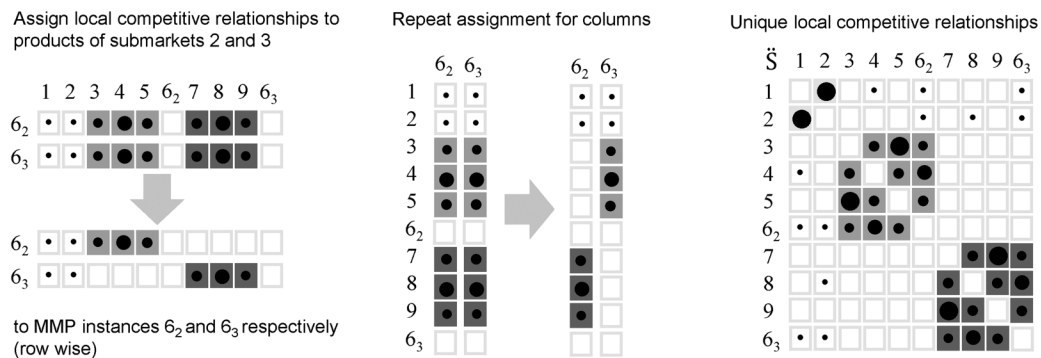 Assign local competitive relationships to
products of submarkets 2 and 3
1 2 3 4 5 6₂ 7 8 9 6₃
6₂
6₃
6₂
6₃
to MMP instances 6₂ and 6₃ respectively
(row wise)
Repeat assignment for columns
6₂ 6₃ 6₂ 6₃
1
2
3
4
5
6₂
7
8
9
6₃
Unique local competitive relationships
S̈ 1 2 3 4 5 6₂ 7 8 9 6₃
1
2
3
4
5
6₂
7
8
9
6₃